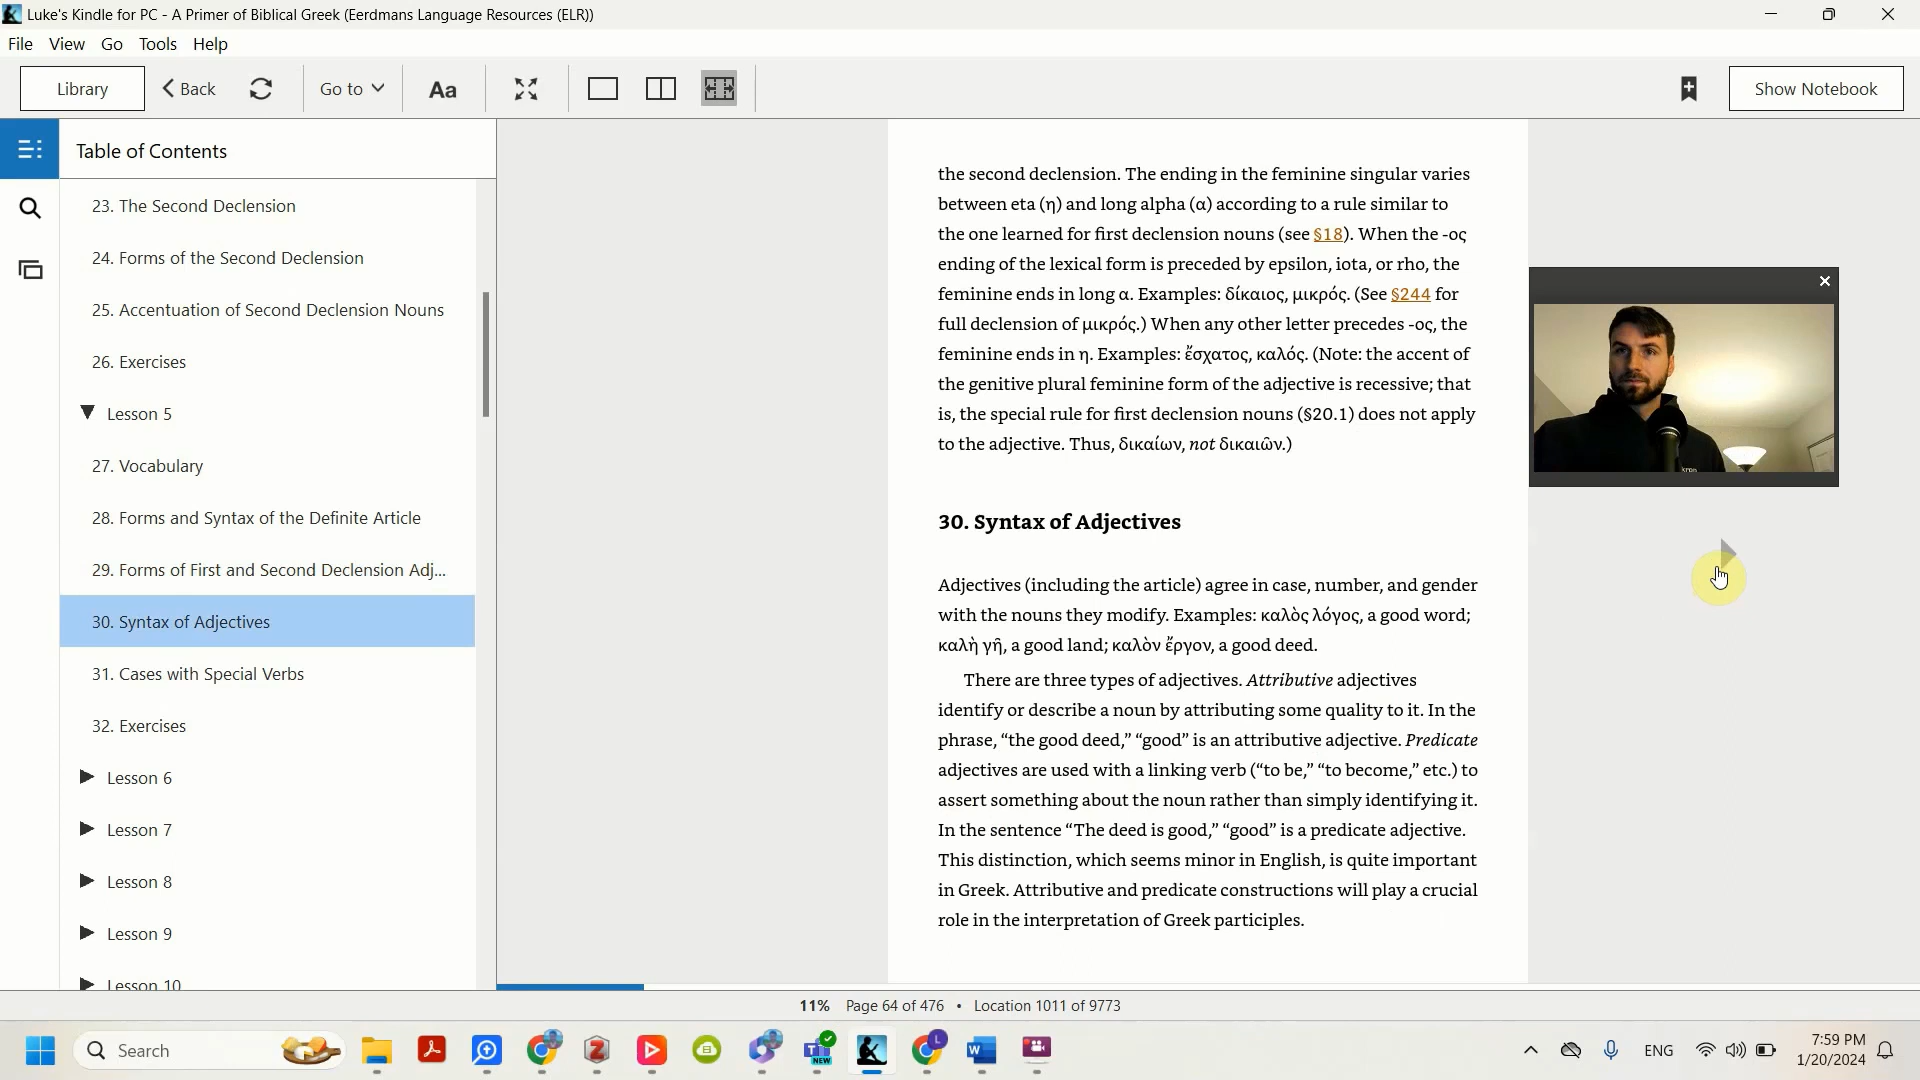 Luke's Kindle for PC - A Primer of Biblical Greek (Eerdmans Language Resources (ELR))
File View Go Tools Help
Library Back Go to Aa Show Notebook
Table of Contents
23. The Second Declension
24. Forms of the Second Declension
25. Accentuation of Second Declension Nouns
26. Exercises
Lesson 5
27. Vocabulary
28. Forms and Syntax of the Definite Article
29. Forms of First and Second Declension Adj...
30. Syntax of Adjectives
31. Cases with Special Verbs
32. Exercises
Lesson 6
Lesson 7
Lesson 8
Lesson 9
Lesson 10
the second declension. The ending in the feminine singular varies
between eta (η) and long alpha (α) according to a rule similar to
the one learned for first declension nouns (see §18). When the -ος
ending of the lexical form is preceded by epsilon, iota, or rho, the
feminine ends in long α. Examples: δίκαιος, μικρός. (See §244 for
full declension of μικρός.) When any other letter precedes -ος, the
feminine ends in η. Examples: ἔσχατος, καλός. (Note: the accent of
the genitive plural feminine form of the adjective is recessive; that
is, the special rule for first declension nouns (§20.1) does not apply
to the adjective. Thus, δικαίων, not δικαιῶν.)
30. Syntax of Adjectives
Adjectives (including the article) agree in case, number, and gender
with the nouns they modify. Examples: καλὸς λόγος, a good word;
καλὴ γῆ, a good land; καλὸν ἔργον, a good deed.
There are three types of adjectives. Attributive adjectives
identify or describe a noun by attributing some quality to it. In the
phrase, “the good deed,” “good” is an attributive adjective. Predicate
adjectives are used with a linking verb (“to be,” “to become,” etc.) to
assert something about the noun rather than simply identifying it.
In the sentence “The deed is good,” “good” is a predicate adjective.
This distinction, which seems minor in English, is quite important
in Greek. Attributive and predicate constructions will play a crucial
role in the interpretation of Greek participles.
11% Page 64 of 476 • Location 1011 of 9773
Search
NEW
L
ENG
7:59 PM
1/20/2024